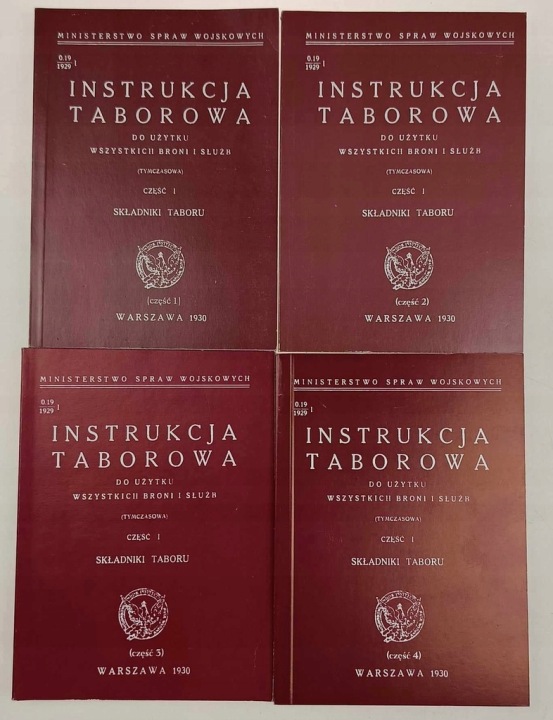 MINISTERSTWO SPRAW WOJSKOWYCH
0.19
1929 I
INSTRUKCJA
TABOROWA
DO UŻYTKU
WSZYSTKICH BRONI I SŁUŻB
(TYMCZASOWA)
CZĘŚĆ I
SKŁADNIKI TABORU
[część 1]
WARSZAWA 1930
MINISTERSTWO SPRAW WOJSKOWYCH
0.19
1929 I
INSTRUKCJA
TABOROWA
DO UŻYTKU
WSZYSTKICH BRONI I SŁUŻB
(TYMCZASOWA)
CZĘŚĆ I
SKŁADNIKI TABORU
(część 2)
WARSZAWA 1930
MINISTERSTWO SPRAW WOJSKOWYCH
0.19
1929 I
INSTRUKCJA
TABOROWA
DO UŻYTKU
WSZYSTKICH BRONI I SŁUŻB
(TYMCZASOWA)
CZĘŚĆ I
SKŁADNIKI TABORU
(część 3)
WARSZAWA 1930
MINISTERSTWO SPRAW WOJSKOWYCH
0.19
1929 I
INSTRUKCJA
TABOROWA
DO UŻYTKU
WSZYSTKICH BRONI I SŁUŻB
(TYMCZASOWA)
CZĘŚĆ I
SKŁADNIKI TABORU
(część 4)
WARSZAWA 1930